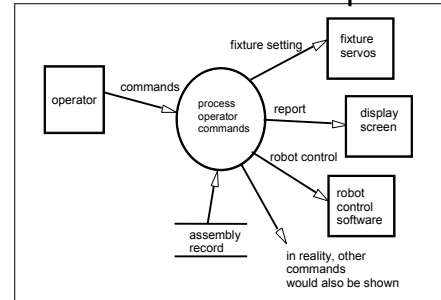 fixture setting
fixture
servos
operator
commands
process
operator
commands
report
display
screen
robot control
robot
control
software
assembly
record
in reality, other
commands
would also be shown